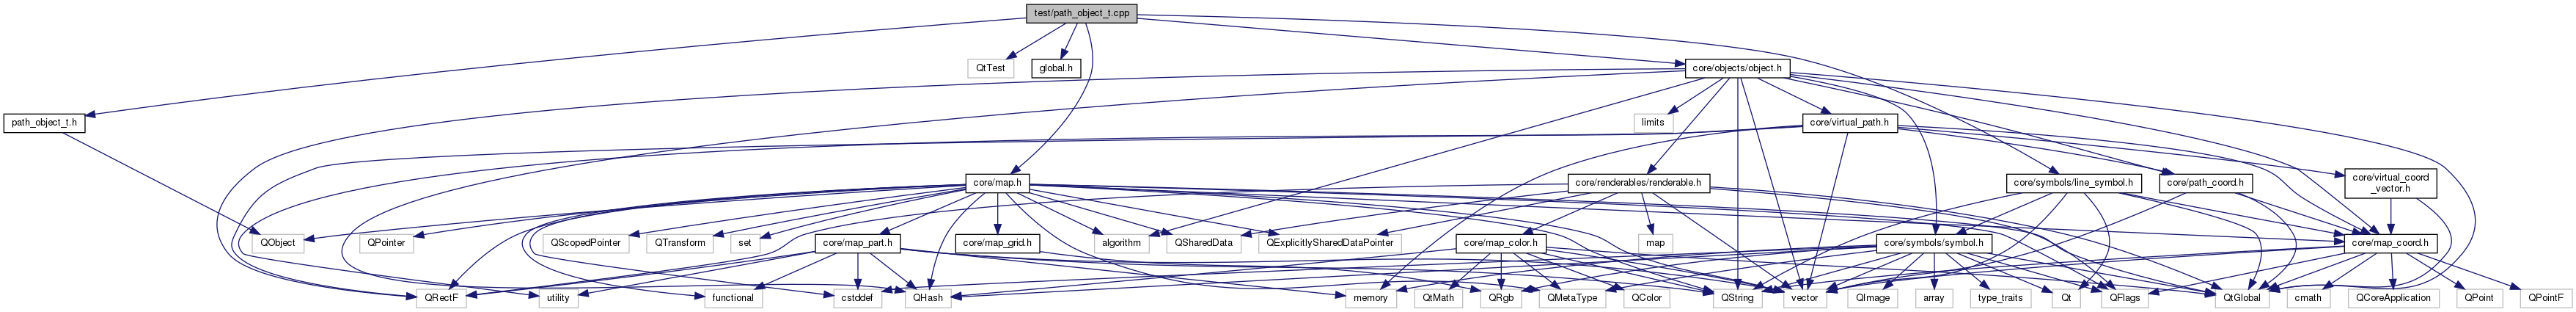 test/path_object_t.cpp
QtTest
global.h
core/objects/object.h
path_object_t.h
limits
core/virtual_path.h
core/map.h
core/renderables/renderable.h
core/symbols/line_symbol.h
core/path_coord.h
core/virtual_coord
_vector.h
QObject
QPointer
QScopedPointer
QTransform
set
core/map_part.h
core/map_grid.h
algorithm
QSharedData
QExplicitlySharedDataPointer
core/map_color.h
map
core/symbols/symbol.h
core/map_coord.h
QRectF
utility
functional
cstddef
QHash
memory
QtMath
QRgb
QMetaType
QColor
QString
vector
QImage
array
type_traits
Qt
QFlags
QtGlobal
cmath
QCoreApplication
QPoint
QPointF